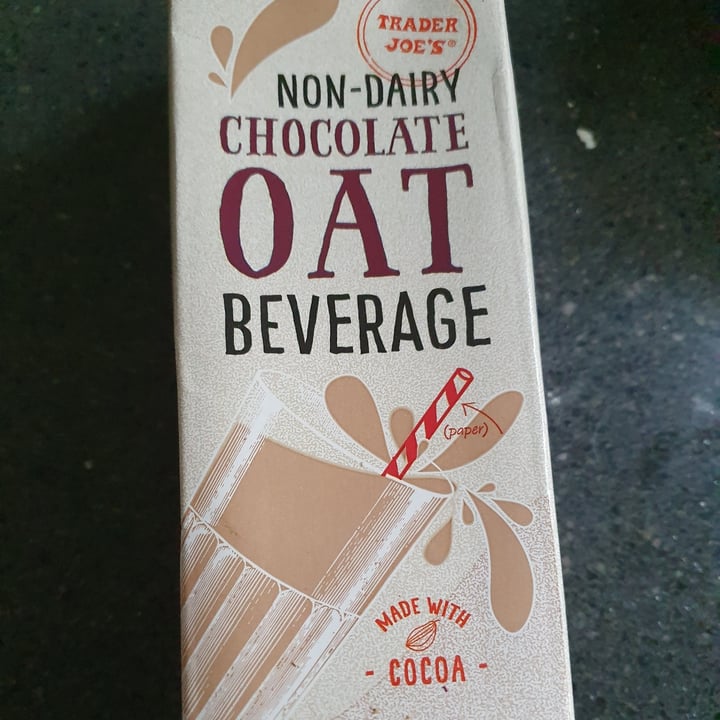 TRADER
JOE'S®
NON-DAIRY
CHOCOLATE
OAT
BEVERAGE
(paper)
MADE WITH
- COCOA -